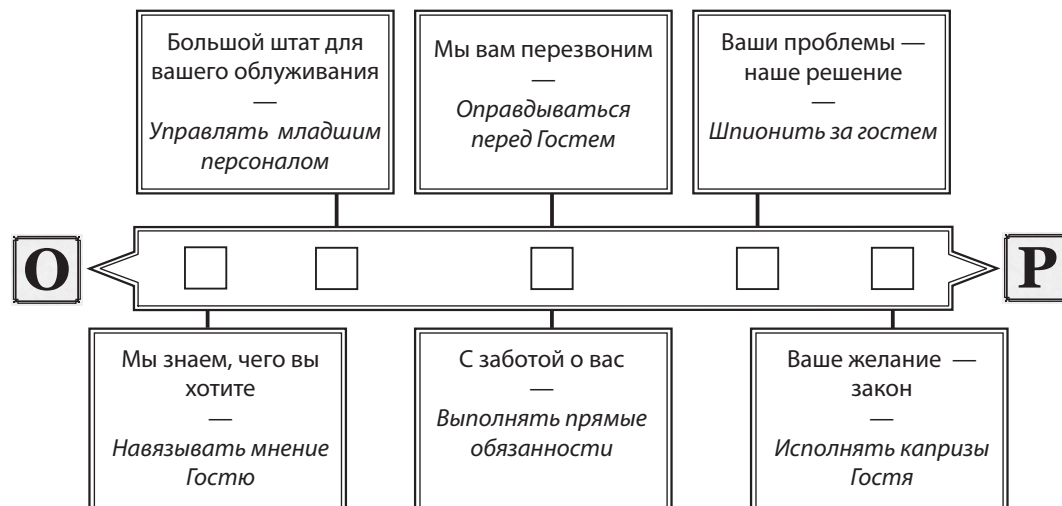 Большой штат для
вашего облуживания
—
Управлять младшим
персоналом
Мы вам перезвоним
—
Оправдываться
перед Гостем
Ваши проблемы —
наше решение
—
Шпионить за гостем
О
Р
Мы знаем, чего вы
хотите
—
Навязывать мнение
Гостю
С заботой о вас
—
Выполнять прямые
обязанности
Ваше желание —
закон
—
Исполнять капризы
Гостя